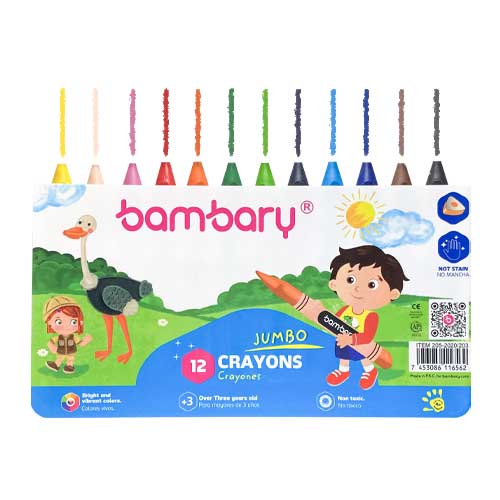 bambary®
NOT STAIN
NO MANCHA
bambary
JUMBO
12 CRAYONS
Crayones
CE
ITEM 205-2020/203
7 453086 116562
Bright and
vibrant colors.
Colores vivos.
+3
Over Three years old
Para mayores de 3 años
Non toxic.
No tóxico